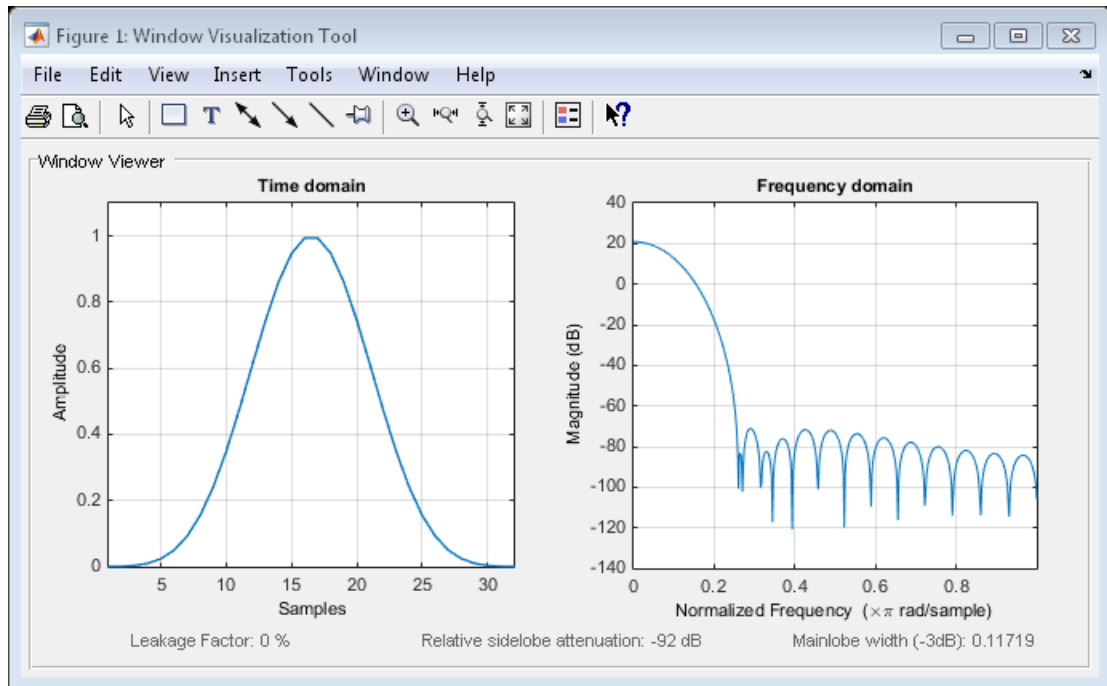 Figure 1: Window Visualization Tool
File Edit View Insert Tools Window Help
T
?
Window Viewer
Time domain
1
0.8
0.6
0.4
0.2
0
Amplitude
5 10 15 20 25 30
Samples
Frequency domain
40
20
0
-20
-40
-60
-80
-100
-120
-140
Magnitude (dB)
0 0.2 0.4 0.6 0.8
Normalized Frequency (×π rad/sample)
Leakage Factor: 0 %
Relative sidelobe attenuation: -92 dB
Mainlobe width (-3dB): 0.11719